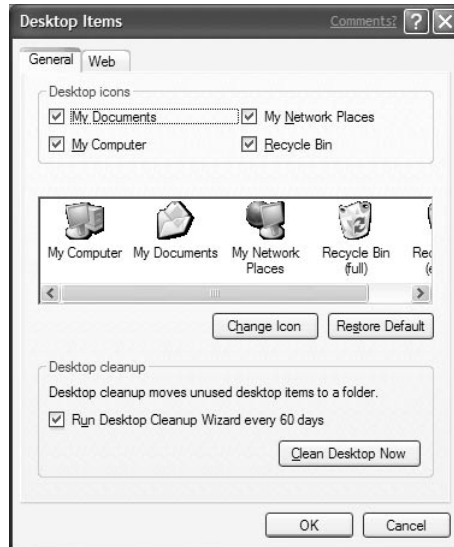 Desktop Items Comments? ?
General Web
Desktop icons
My Documents My Network Places
My Computer Recycle Bin
My Computer My Documents My Network Recycle Bin Rec
Places (full) (e
Change Icon Restore Default
Desktop cleanup
Desktop cleanup moves unused desktop items to a folder.
Run Desktop Cleanup Wizard every 60 days
Clean Desktop Now
OK Cancel